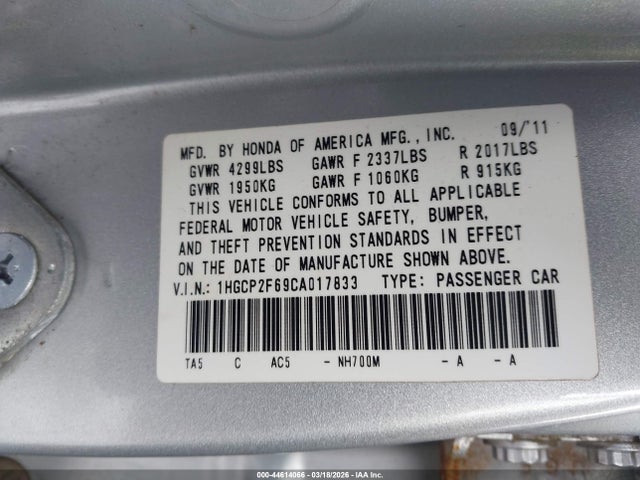 MFD. BY HONDA OF AMERICA MFG., INC. 09/'11
GVWR 4299LBS GAWR F 2337LBS R 2017LBS
GVWR 1950KG GAWR F 1060KG R 915KG
THIS VEHICLE CONFORMS TO ALL APPLICABLE
FEDERAL MOTOR VEHICLE SAFETY, BUMPER,
AND THEFT PREVENTION STANDARDS IN EFFECT
ON THE DATE OF MANUFACTURE SHOWN ABOVE.
V.I.N.: 1HGCP2F69CA017833 TYPE: PASSENGER CAR
TA5 C AC5 - NH700M - A - A
000-44614066 - 03/18/2026 - IAA Inc.